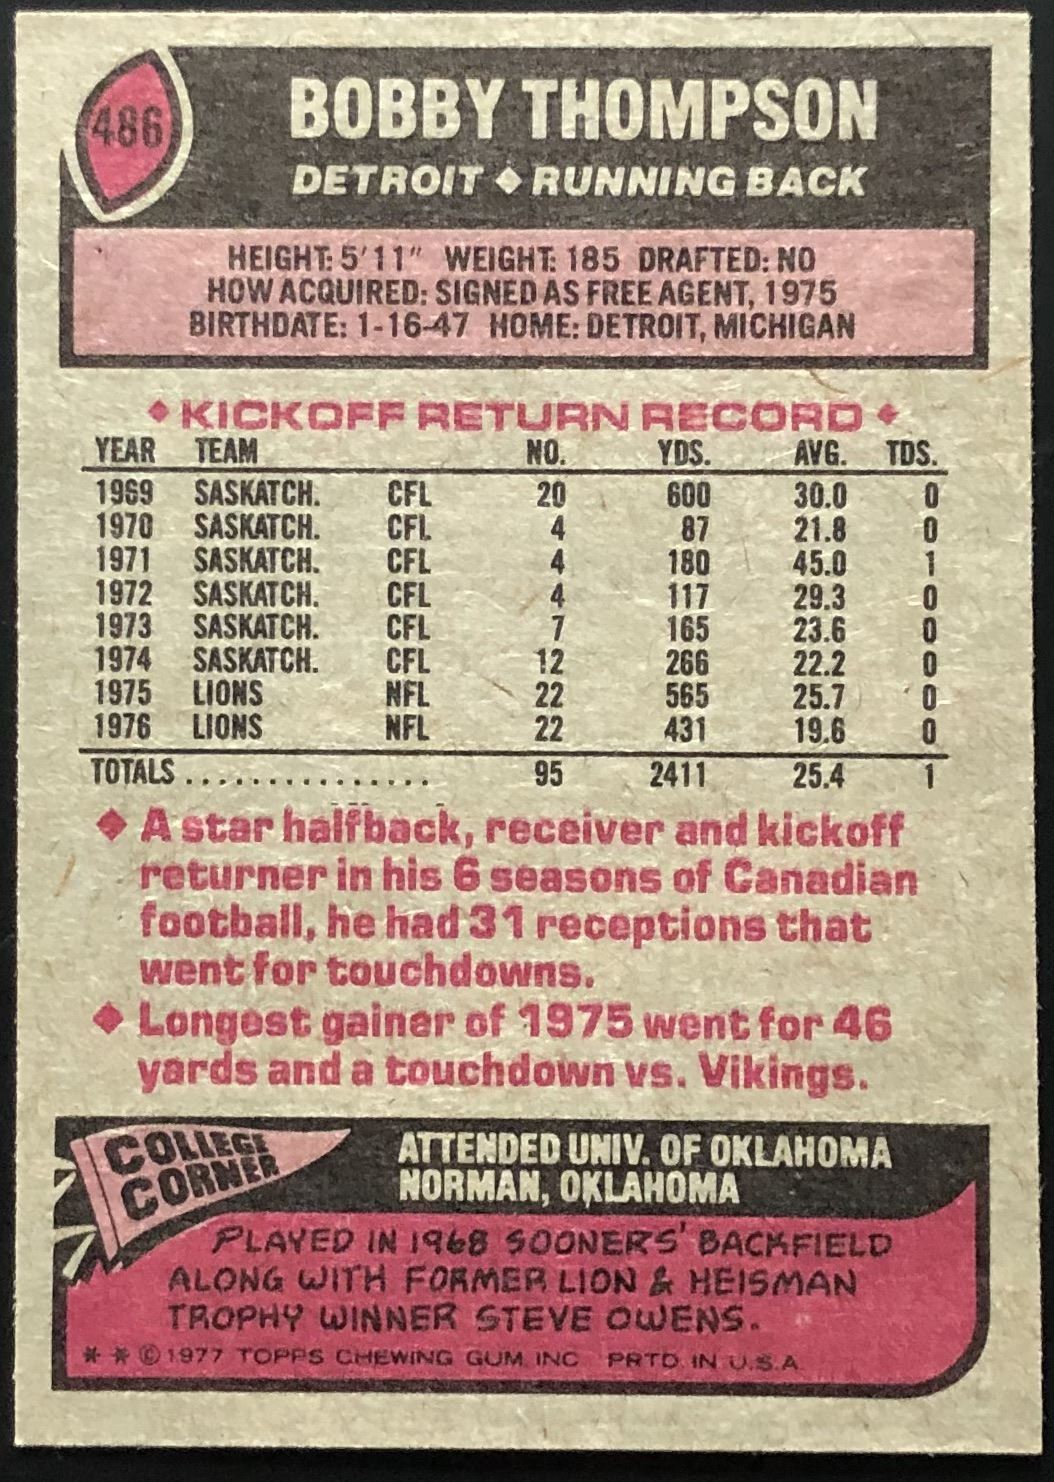 486
BOBBY THOMPSON
DETROIT ◆ RUNNING BACK
HEIGHT: 5'11" WEIGHT: 185 DRAFTED: NO
HOW ACQUIRED: SIGNED AS FREE AGENT, 1975
BIRTHDATE: 1-16-47 HOME: DETROIT, MICHIGAN
◆ KICKOFF RETURN RECORD ◆
YEAR TEAM NO. YDS. AVG. TDS.
1969 SASKATCH. CFL 20 600 30.0 0
1970 SASKATCH. CFL 4 87 21.8 0
1971 SASKATCH. CFL 4 180 45.0 1
1972 SASKATCH. CFL 4 117 29.3 0
1973 SASKATCH. CFL 7 165 23.6 0
1974 SASKATCH. CFL 12 266 22.2 0
1975 LIONS NFL 22 565 25.7 0
1976 LIONS NFL 22 431 19.6 0
TOTALS ............... 95 2411 25.4 1
◆ A star halfback, receiver and kickoff
returner in his 6 seasons of Canadian
football, he had 31 receptions that
went for touchdowns.
◆ Longest gainer of 1975 went for 46
yards and a touchdown vs. Vikings.
COLLEGE
CORNER
ATTENDED UNIV. OF OKLAHOMA
NORMAN, OKLAHOMA
PLAYED IN 1968 SOONERS' BACKFIELD
ALONG WITH FORMER LION & HEISMAN
TROPHY WINNER STEVE OWENS.
* * © 1977 TOPPS CHEWING GUM, INC. PRTD. IN U.S.A.